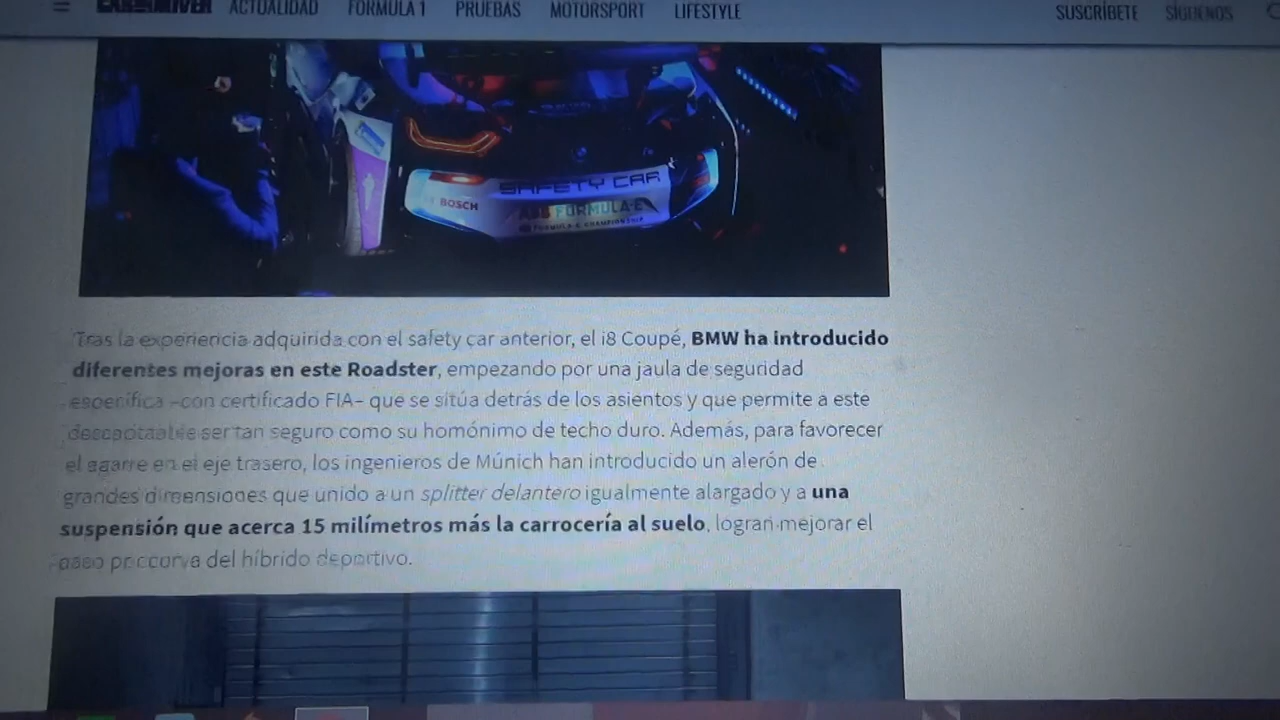 CAR AND DRIVER ACTUALIDAD FÓRMULA 1 PRUEBAS MOTORSPORT LIFESTYLE SUSCRÍBETE SÍGUENOS
SAFETY CAR
BOSCH
ABB FORMULA-E
FORMULA E CHAMPIONSHIP
Tras la experiencia adquirida con el safety car anterior, el i8 Coupé, BMW ha introducido
diferentes mejoras en este Roadster, empezando por una jaula de seguridad
específica –con certificado FIA– que se sitúa detrás de los asientos y que permite a este
descapotable ser tan seguro como su homónimo de techo duro. Además, para favorecer
el agarre en el eje trasero, los ingenieros de Múnich han introducido un alerón de
grandes dimensiones que unido a un splitter delantero igualmente alargado y a una
suspensión que acerca 15 milímetros más la carrocería al suelo, logran mejorar el
paso por curva del híbrido deportivo.